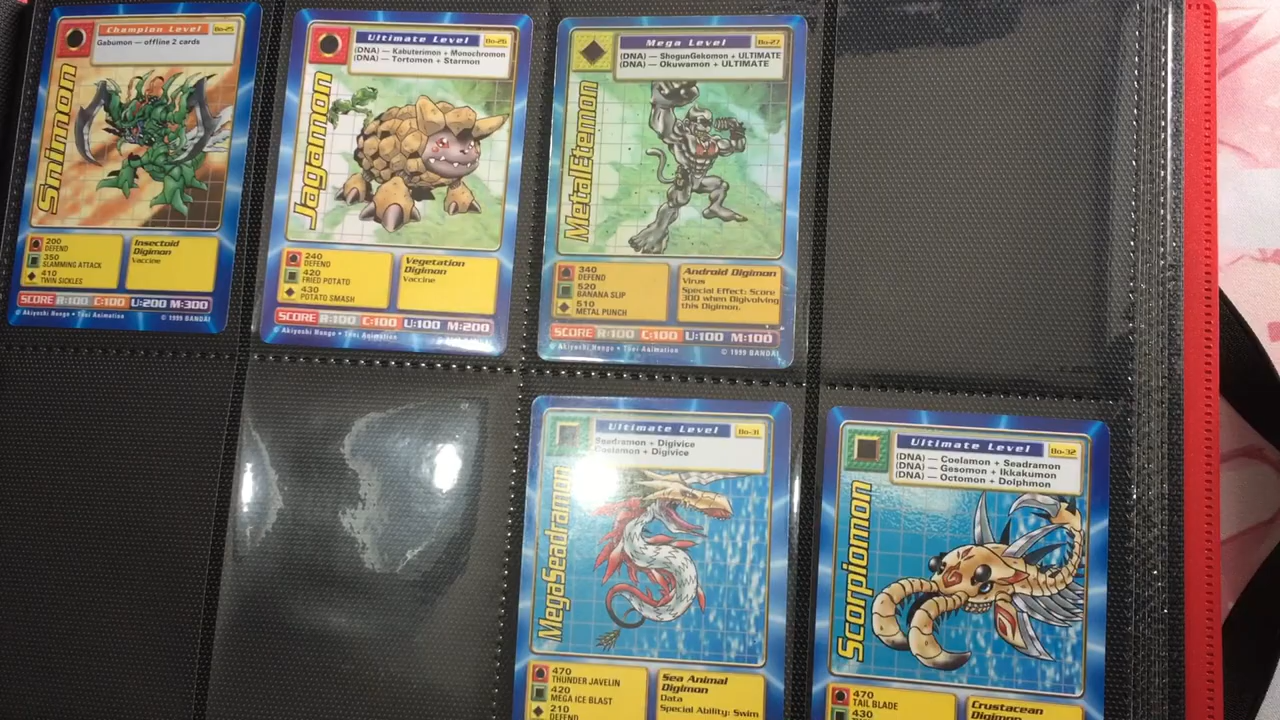 Champion Level
Bo-25
Gabumon — offline 2 cards
Snimon
200
DEFEND
350
SLAMMING ATTACK
410
TWIN SICKLES
Insectoid
Digimon
Vaccine
SCORE R:100 C:100 U:200 M:300
© Akiyoshi Hongo • Toei Animation © 1999 BANDAI
Ultimate Level
Bo-26
(DNA) — Kabuterimon + Monochromon
(DNA) — Tortomon + Starmon
Jagamon
240
DEFEND
420
FRIED POTATO
430
POTATO SMASH
Vegetation
Digimon
Vaccine
SCORE R:100 C:100 U:100 M:200
© Akiyoshi Hongo • Toei Animation
Mega Level
Bo-27
(DNA) — ShogunGekomon + ULTIMATE
(DNA) — Okuwamon + ULTIMATE
MetalEtemon
340
DEFEND
520
BANANA SLIP
510
METAL PUNCH
Android Digimon
Virus
Special Effect: Score
300 when Digivolving
this Digimon.
SCORE R:100 C:100 U:100 M:100
© Akiyoshi Hongo • Toei Animation © 1999 BANDAI
Ultimate Level
Bo-31
Seadramon + Digivice
Coelamon + Digivice
MegaSeadramon
470
THUNDER JAVELIN
420
MEGA ICE BLAST
210
DEFEND
Sea Animal
Digimon
Data
Special Ability: Swim
Ultimate Level
Bo-32
(DNA) — Coelamon + Seadramon
(DNA) — Gesomon + Ikkakumon
(DNA) — Octomon + Dolphmon
Scorpiomon
470
TAIL BLADE
430
Crustacean
Digimon